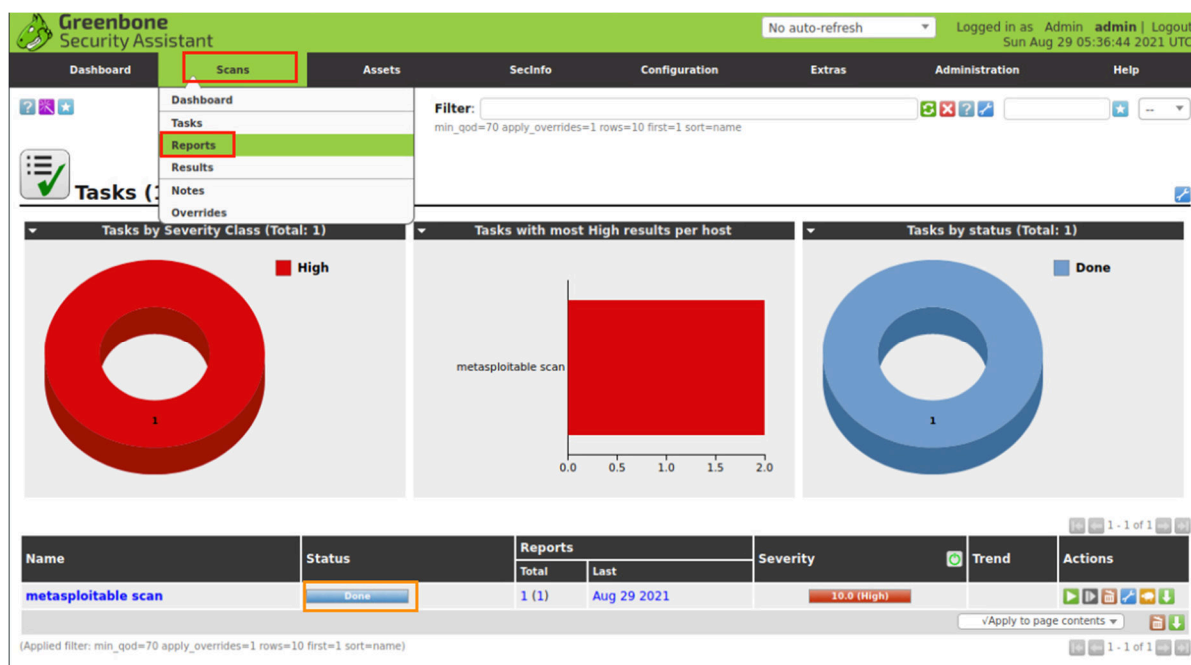 Greenbone
Security Assistant
No auto-refresh
Logged in as Admin admin | Logout
Sun Aug 29 05:36:44 2021 UTC
Dashboard Scans Assets SecInfo Configuration Extras Administration Help
Dashboard
Tasks
Reports
Results
Notes
Overrides
Filter:
min_qod=70 apply_overrides=1 rows=10 first=1 sort=name
--
Tasks (1
Tasks by Severity Class (Total: 1)
High
1
Tasks with most High results per host
metasploitable scan
0.0 0.5 1.0 1.5 2.0
Tasks by status (Total: 1)
Done
1
1 - 1 of 1
Name Status Reports Severity Trend Actions
Total Last
metasploitable scan Done 1 (1) Aug 29 2021 10.0 (High)
√Apply to page contents
(Applied filter: min_qod=70 apply_overrides=1 rows=10 first=1 sort=name)
1 - 1 of 1